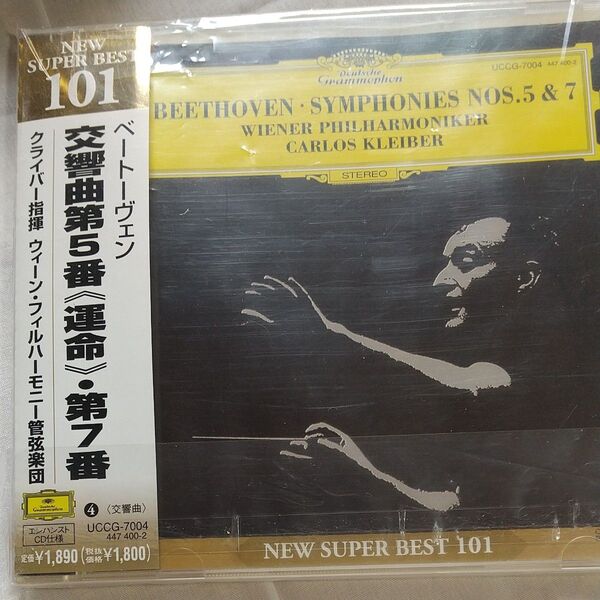 NEW
SUPER BEST
101
ベートーヴェン
交響曲第5番《運命》・第7番
クライバー指揮 ウィーン・フィルハーモニー管弦楽団
Deutsche
Grammophon
4 〈交響曲〉
エンハンスト
CD仕様
UCCG-7004
447 400-2
定価¥1,890(税抜価格¥1,800)
Deutsche
Grammophon
UCCG-7004 447 400-2
BEETHOVEN・SYMPHONIES NOS.5 & 7
WIENER PHILHARMONIKER
CARLOS KLEIBER
STEREO
NEW SUPER BEST 101